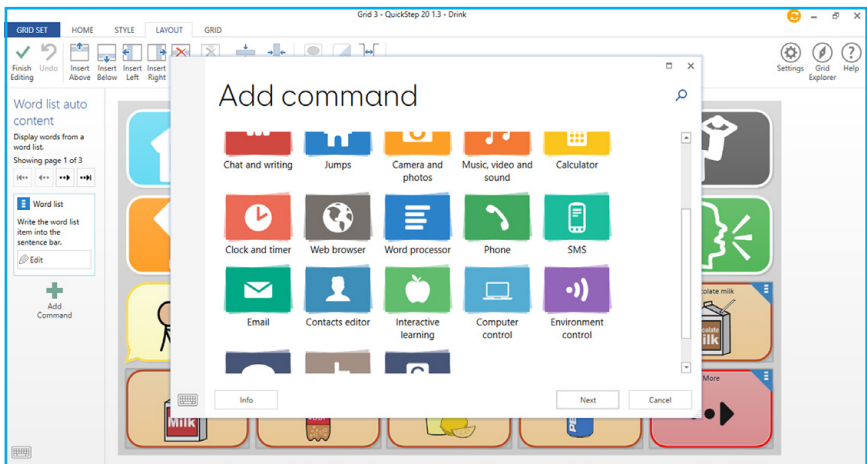 Grid 3 - QuickStep 20 1.3 - Drink
GRID SET HOME STYLE LAYOUT GRID
Finish Editing
Undo
Insert Above
Insert Below
Insert Left
Insert Right
Settings
Grid Explorer
Help
Word list auto
content
Display words from a
word list.
Showing page 1 of 3
Word list
Write the word list
item into the
sentence bar.
Edit
Add
Command
Add command
Chat and writing
Jumps
Camera and
photos
Music, video and
sound
Calculator
Clock and timer
Web browser
Word processor
Phone
SMS
Email
Contacts editor
Interactive
learning
Computer
control
Environment
control
Info
Next
Cancel
olate milk
ilk
More
Milk